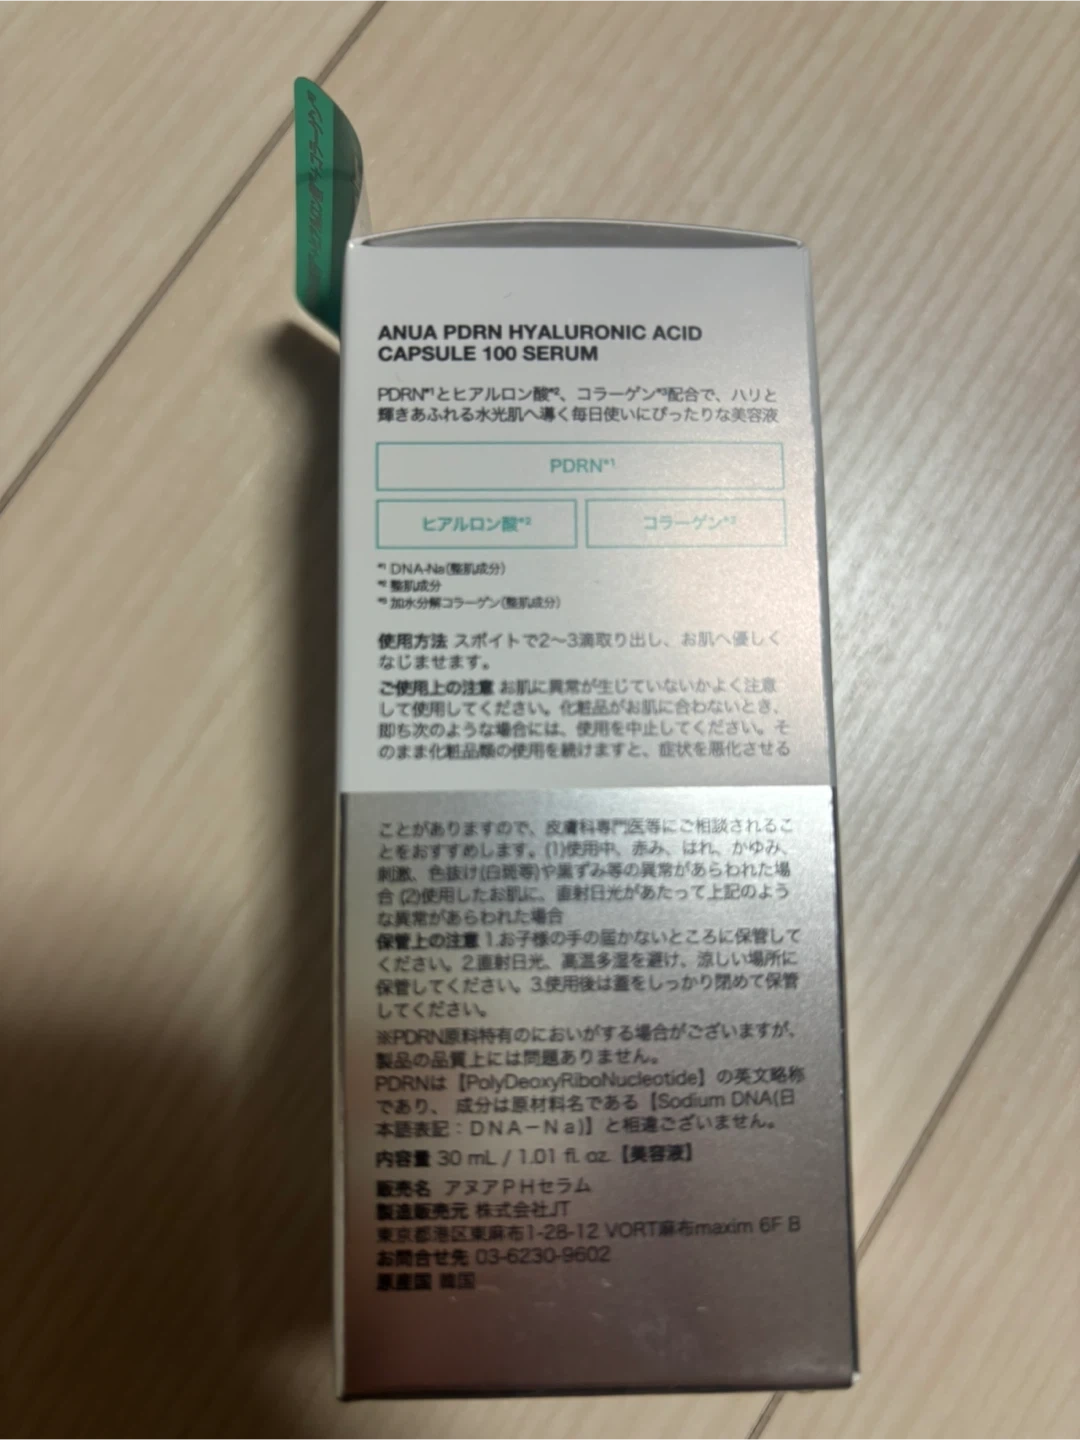 ANUA PDRN HYALURONIC ACID
CAPSULE 100 SERUM
PDRN*1とヒアルロン酸*2、コラーゲン*3配合で、ハリと
輝きあふれる水光肌へ導く毎日使いにぴったりな美容液
PDRN*1
ヒアルロン酸*2 コラーゲン*3
*1 DNA-Na(整肌成分)
*2 整肌成分
*3 加水分解コラーゲン(整肌成分)
使用方法 スポイトで2〜3滴取り出し、お肌へ優しく
なじませます。
ご使用上の注意 お肌に異常が生じていないかよく注意
して使用してください。化粧品がお肌に合わないとき、
即ち次のような場合には、使用を中止してください。そ
のまま化粧品類の使用を続けますと、症状を悪化させる
ことがありますので、皮膚科専門医等にご相談されるこ
とをおすすめします。(1)使用中、赤み、はれ、かゆみ、
刺激、色抜け(白斑等)や黒ずみ等の異常があらわれた場
合 (2)使用したお肌に、直射日光があたって上記のよう
な異常があらわれた場合
保管上の注意 1.お子様の手の届かないところに保管して
ください。2.直射日光、高温多湿を避け、涼しい場所に
保管してください。3.使用後は蓋をしっかり閉めて保管
してください。
※PDRN原料特有のにおいがする場合がございますが、
製品の品質上には問題ありません。
PDRNは【PolyDeoxyRiboNucleotide】の英文略称
であり、 成分は原材料名である【Sodium DNA(日
本語表記：ＤＮＡ－Ｎａ)】と相違ございません。
内容量 30 mL / 1.01 fl. oz.【美容液】
販売名 アヌアＰＨセラム
製造販売元 株式会社JT
東京都港区東麻布1-28-12 VORT麻布maxim 6F B
お問合せ先 03-6230-9602
原産国 韓国